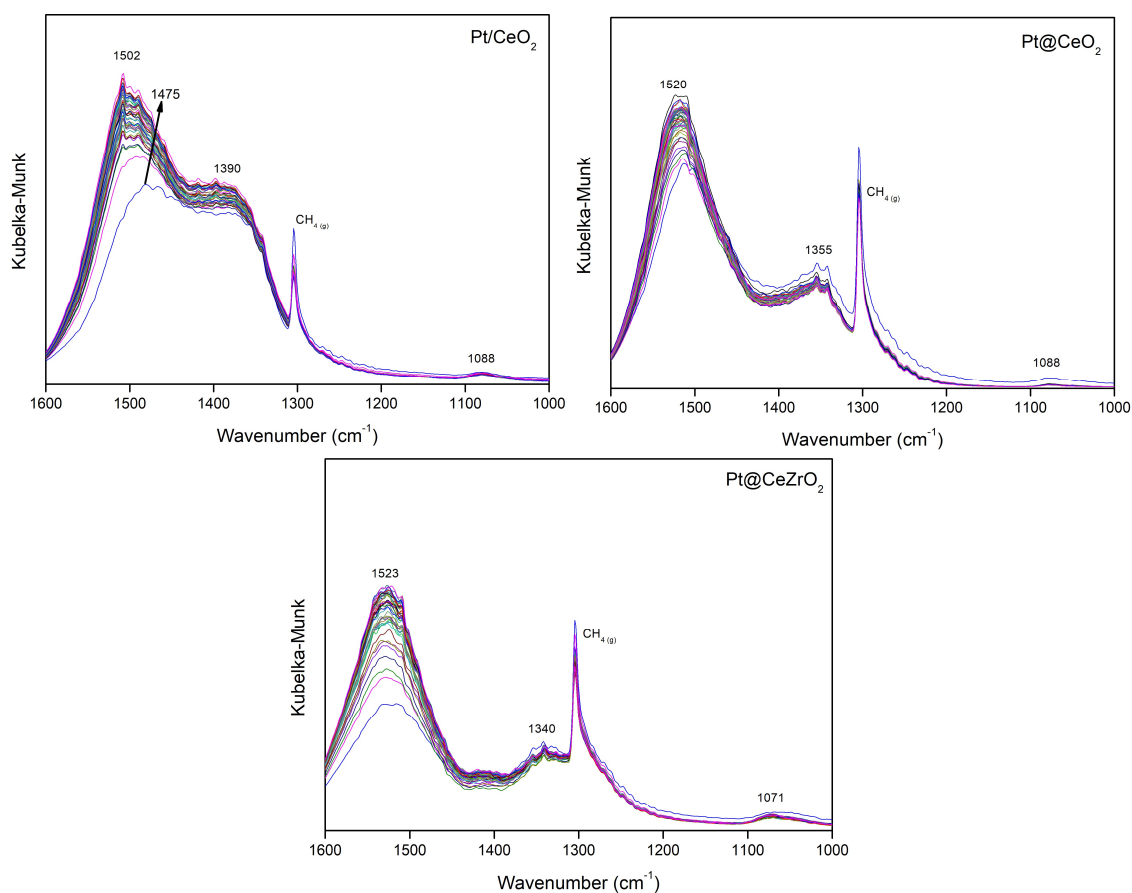 Pt/CeO2
1502
1475
1390
CH4 (g)
1088
Kubelka-Munk
1600 1500 1400 1300 1200 1100 1000
Wavenumber (cm-1)
Pt@CeO2
1520
1355
CH4 (g)
1088
Kubelka-Munk
1600 1500 1400 1300 1200 1100 1000
Wavenumber (cm-1)
Pt@CeZrO2
1523
1340
CH4 (g)
1071
Kubelka-Munk
1600 1500 1400 1300 1200 1100 1000
Wavenumber (cm-1)